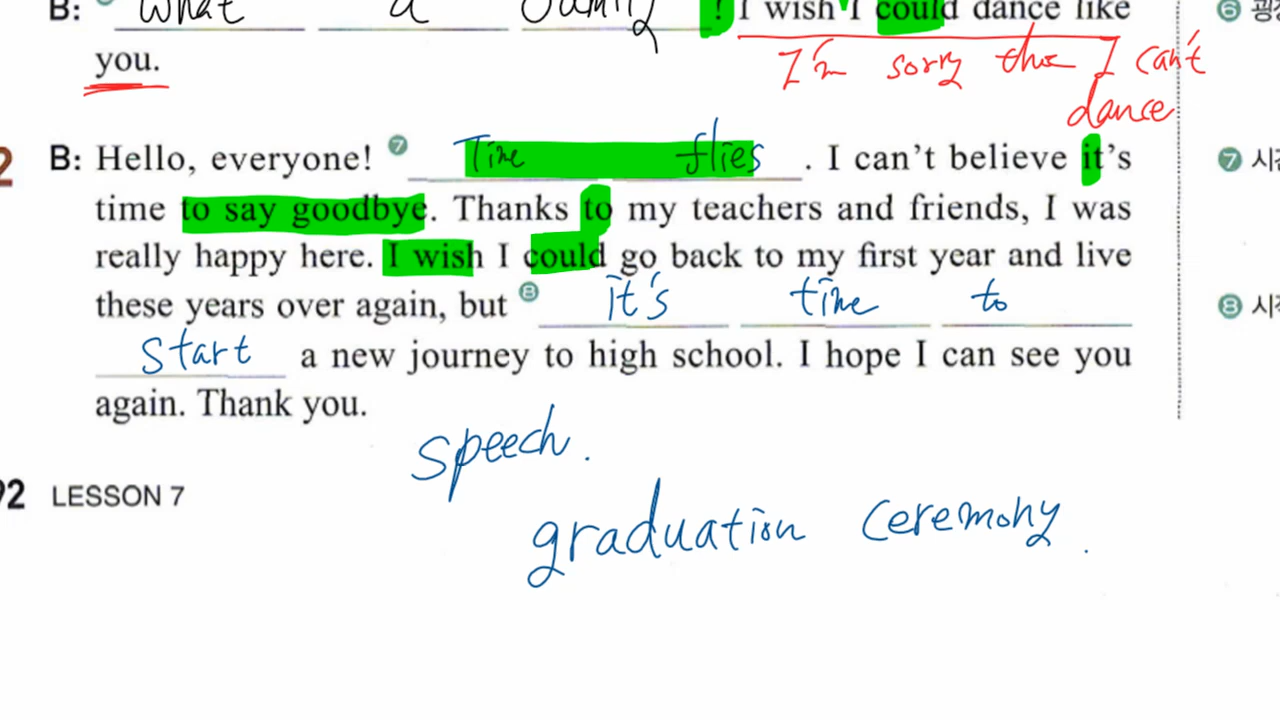 B: What a ! I wish I could dance like
you. I'm sorry I can't
dance
2 B: Hello, everyone! ⑦ Time flies . I can't believe it's
time to say goodbye. Thanks to my teachers and friends, I was
really happy here. I wish I could go back to my first year and live
these years over again, but ⑧ it's time to
start a new journey to high school. I hope I can see you
again. Thank you.
speech.
graduation ceremony.
92 LESSON 7
⑥
⑦
⑧